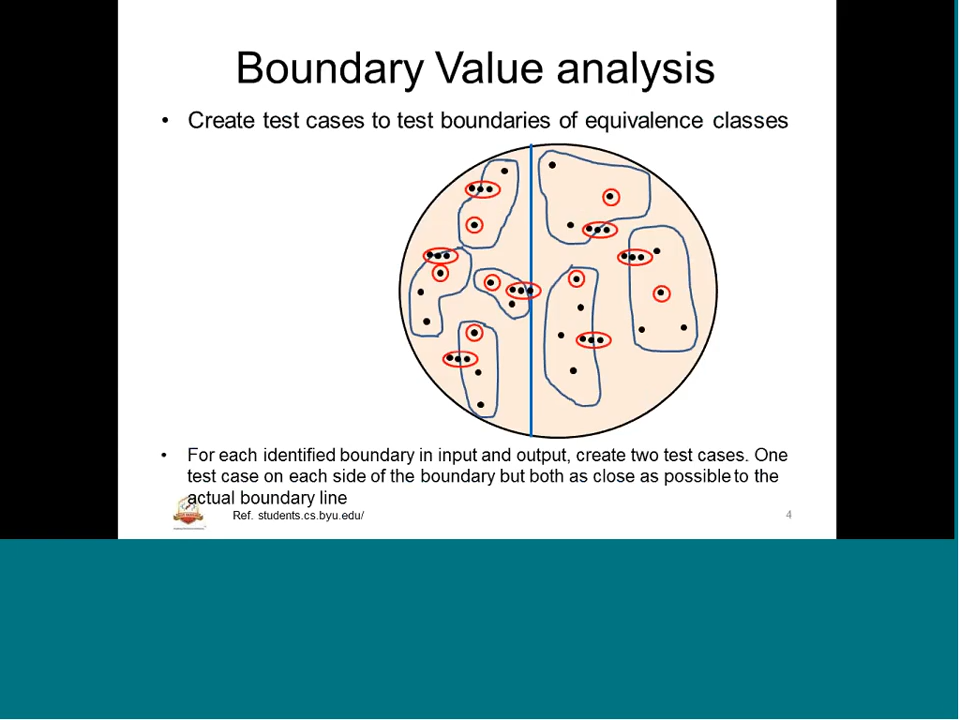 Boundary Value analysis
• Create test cases to test boundaries of equivalence classes
• For each identified boundary in input and output, create two test cases. One
test case on each side of the boundary but both as close as possible to the
actual boundary line
Ref. students.cs.byu.edu/
4